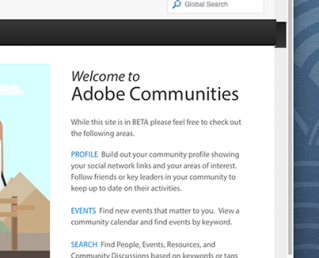 Global Search
Welcome to
Adobe Communities
While this site is in BETA please feel free to check out
the following areas.
PROFILE Build out your community profile showing
your social network links and your areas of interest.
Follow friends or key leaders in your community to
keep up to date on their activities.
EVENTS Find new events that matter to you. View a
community calendar and find events by keyword.
SEARCH Find People, Events, Resources, and
Community Discussions based on keywords or tags